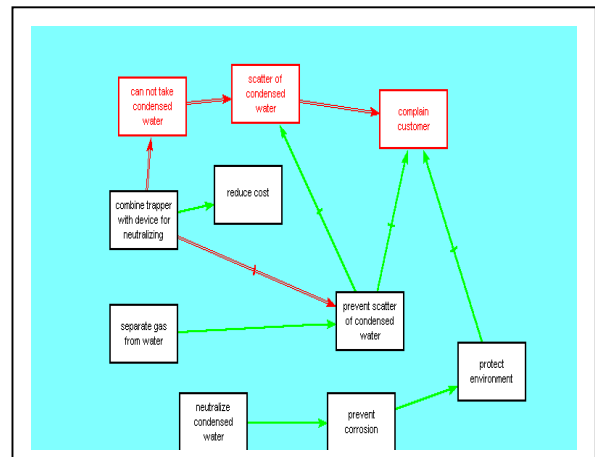 can not take
condensed
water
scatter of
condensed
water
complain
customer
combine trapper
with device for
neutralizing
reduce cost
separate gas
from water
prevent scatter
of condensed
water
protect
environment
neutralize
condensed
water
prevent
corrosion